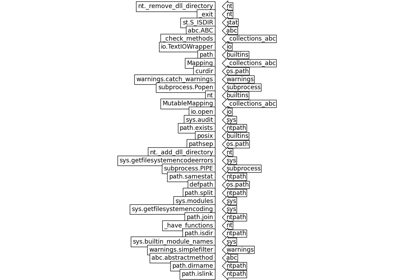 nt._remove_dll_directory nt
_exit nt
st.S_ISDIR stat
abc.ABC abc
_check_methods _collections_abc
io.TextIOWrapper io
path builtins
Mapping _collections_abc
curdir os.path
warnings.catch_warnings warnings
subprocess.Popen subprocess
nt builtins
MutableMapping _collections_abc
io.open io
sys.audit sys
path.exists ntpath
posix builtins
pathsep os.path
nt._add_dll_directory nt
sys.getfilesystemencodeerrors sys
subprocess.PIPE subprocess
path.samestat ntpath
defpath os.path
path.split ntpath
sys.modules sys
sys.getfilesystemencoding sys
path.join ntpath
_have_functions nt
path.isdir ntpath
sys.builtin_module_names sys
warnings.simplefilter warnings
abc.abstractmethod abc
path.dirname ntpath
path.islink ntpath